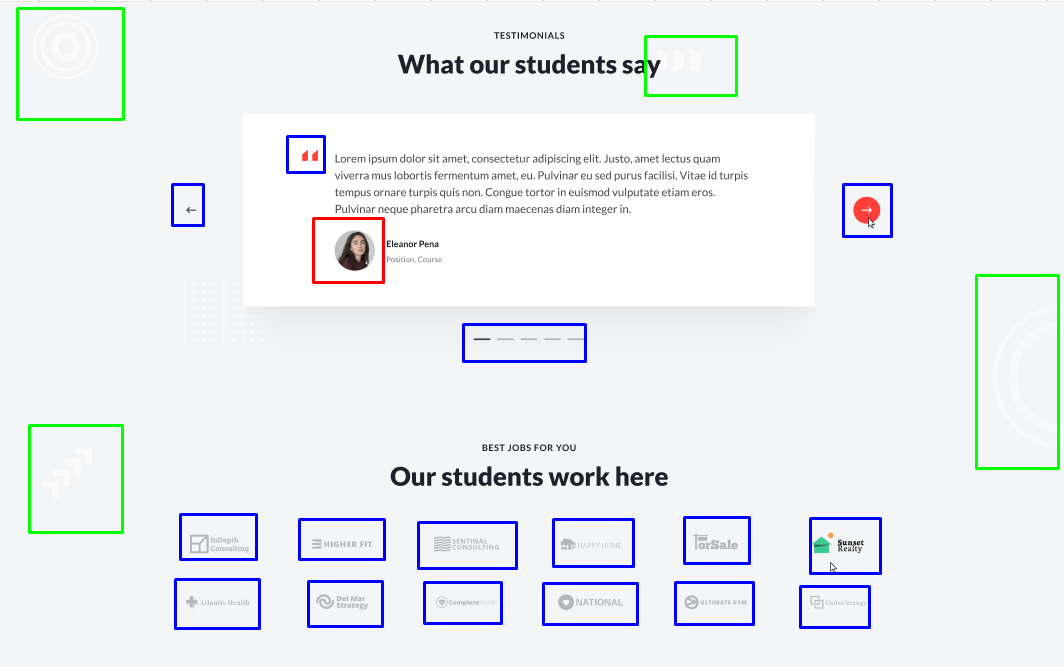 TESTIMONIALS
What our students say
Lorem ipsum dolor sit amet, consectetur adipiscing elit. Justo, amet lectus quam
viverra mus lobortis fermentum amet, eu. Pulvinar eu sed purus facilisi. Vitae id turpis
tempus ornare turpis quis non. Congue tortor in euismod vulputate etiam eros.
Pulvinar neque pharetra arcu diam maecenas diam integer in.
Eleanor Pena
Position, Course
BEST JOBS FOR YOU
Our students work here
InDepth
Consulting
HIGHER FIT
SENTINAL
CONSULTING
HAPPY HOME
forSale
Sunset
Realty
Atlantis Health
Del Mar
Strategy
CompleteHealth
NATIONAL
ULTIMATE GYM
United Strategy